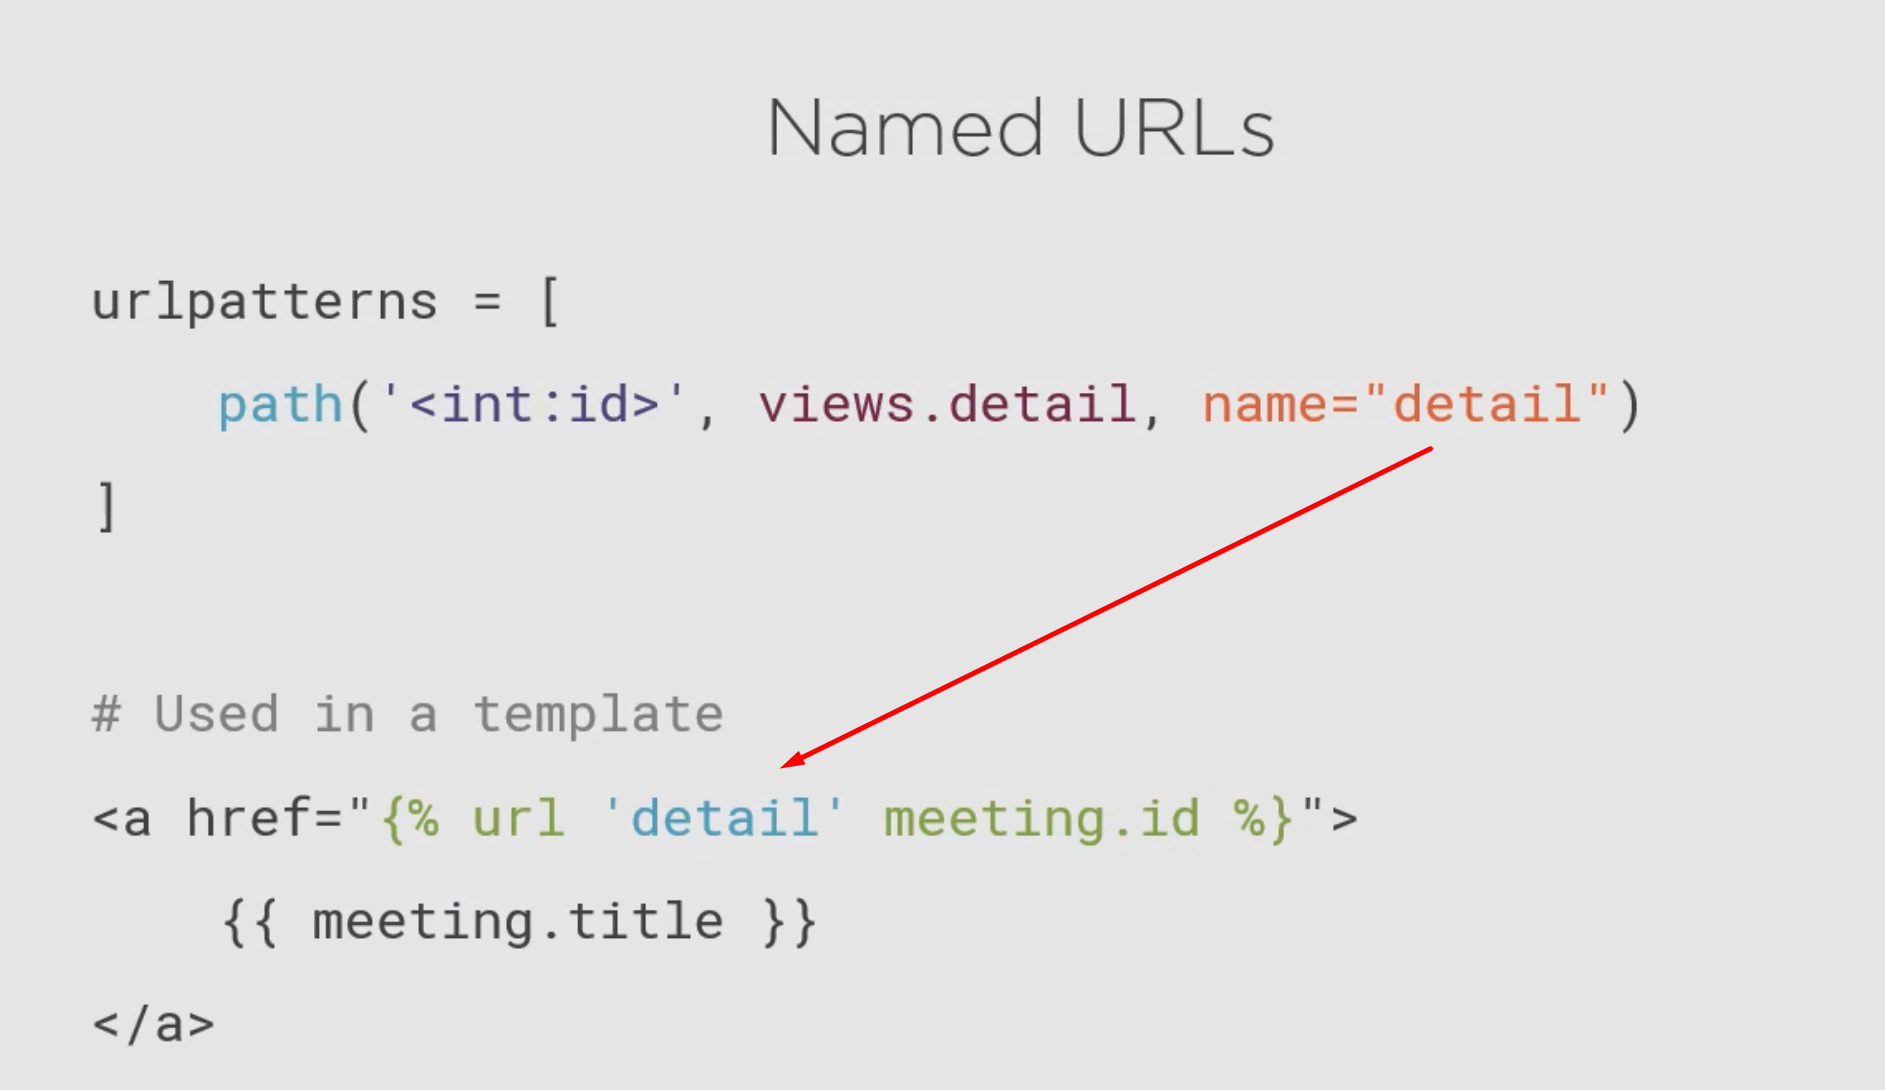 Named URLs
urlpatterns = [
    path('<int:id>', views.detail, name="detail")
]
# Used in a template
<a href="{% url 'detail' meeting.id %}">
    {{ meeting.title }}
</a>